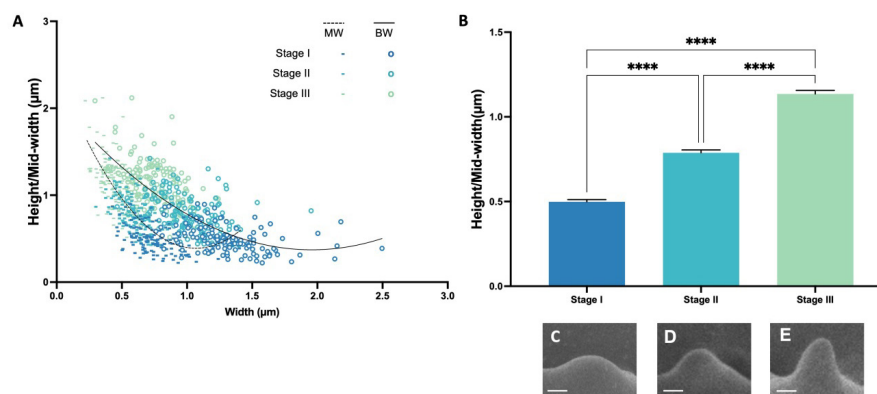 A
Height/Mid-width (μm)
3
2
1
0
0.0 0.5 1.0 1.5 2.0 2.5 3.0
Width (μm)
MW BW
Stage I
Stage II
Stage III
B
Height/Mid-width(μm)
1.5
1.0
0.5
0.0
****
**** ****
Stage I Stage II Stage III
C D E